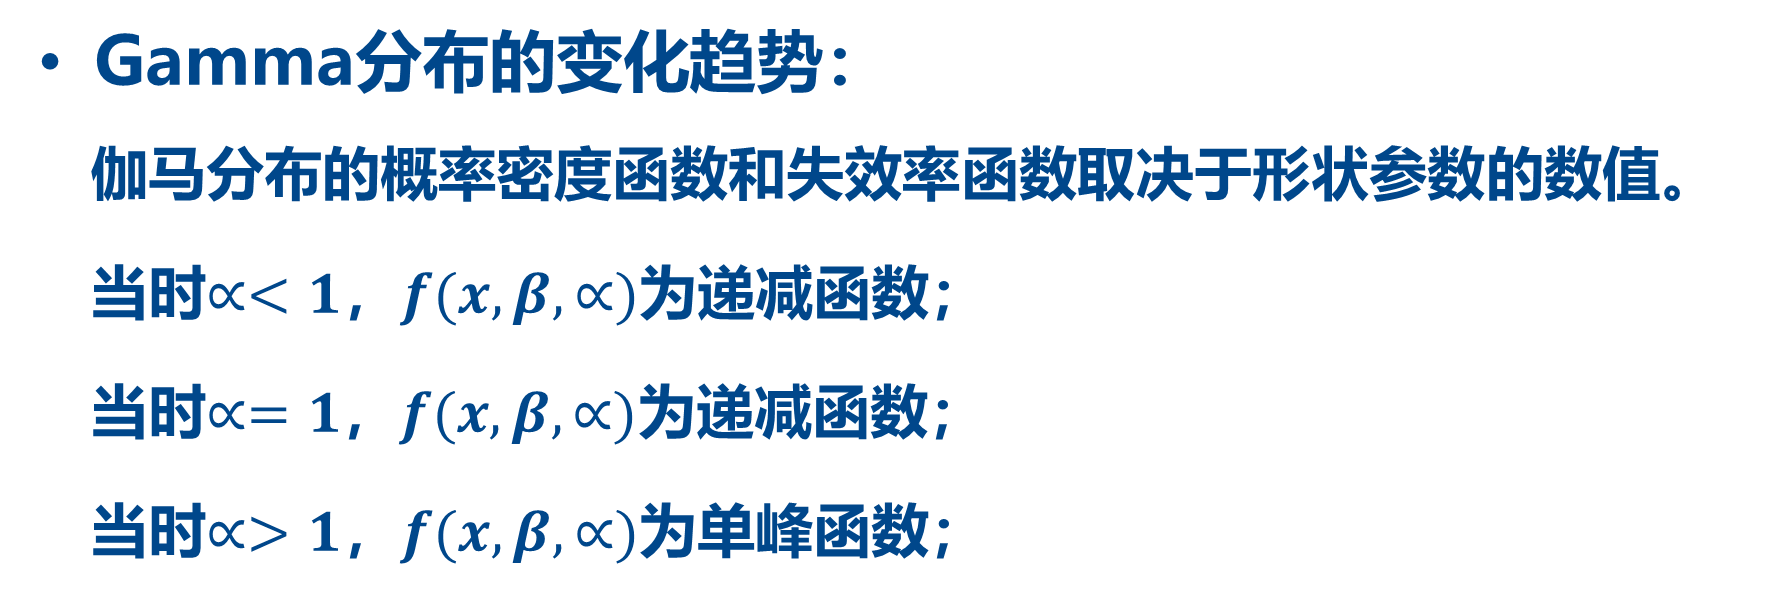 • Gamma分布的变化趋势：
伽马分布的概率密度函数和失效率函数取决于形状参数的数值。
当时∝< 1，f(x,β,∝)为递减函数；
当时∝= 1，f(x,β,∝)为递减函数；
当时∝> 1，f(x,β,∝)为单峰函数；